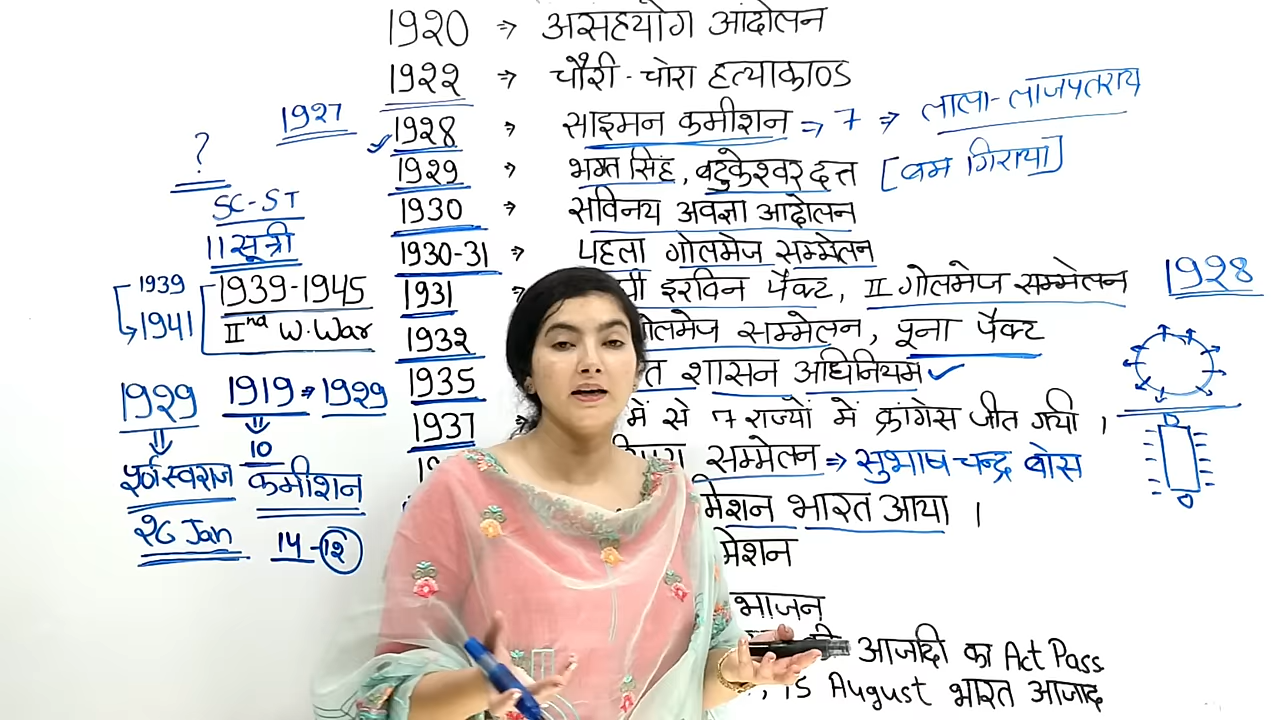 1920 ⇒ असहयोग आंदोलन
1922 ⇒ चौरी-चोरा हत्याकाण्ड
1927
1928 ⇒ साइमन कमीशन ⇒ 7 ⇒ लाला-लाजपतराय
?
1929 ⇒ भगत सिंह, बटुकेश्वर दत्त [बम गिराया]
SC-ST
1930 ⇒ सविनय अवज्ञा आंदोलन
11 सूत्री
1930-31 ⇒ पहला गोलमेज सम्मेलन
1939
1941
1939-1945
IInd W.War
1931 ⇒ इरविन पैक्ट, II गोलमेज सम्मेलन
1928
1932 गोलमेज सम्मेलन, पूना पैक्ट
1935 शासन अधिनियम ✓
1929
1919 → 1929
1937 ⇒ में से 7 राज्यों में कांग्रेस जीत गयी ।
10
पूर्ण स्वराज
कमीशन
सम्मेलन ⇒ सुभाष चन्द्र बोस
मिशन भारत आया ।
26 Jan
14-12
मिशन
भाजन
आजादी का Act Pass
, 15 August भारत आजाद